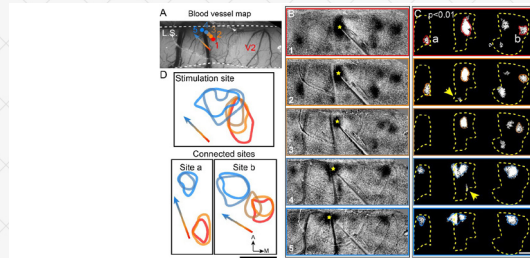 A
Blood vessel map
L.S.
V2
D
Stimulation site
Connected sites
Site a
Site b
A
M
B
1
2
3
4
5
C
- p<0.01
a
b